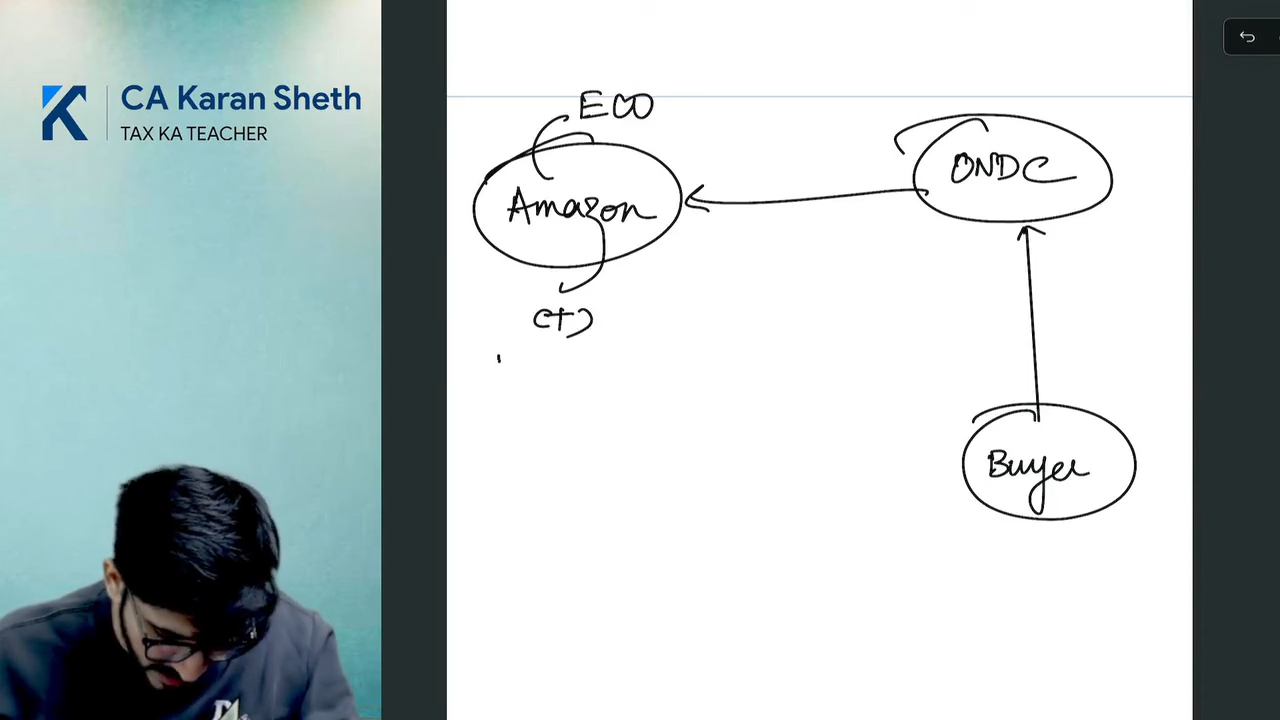 CA Karan Sheth
TAX KA TEACHER
ECO
Amazon
(+)
ONDC
Buyer